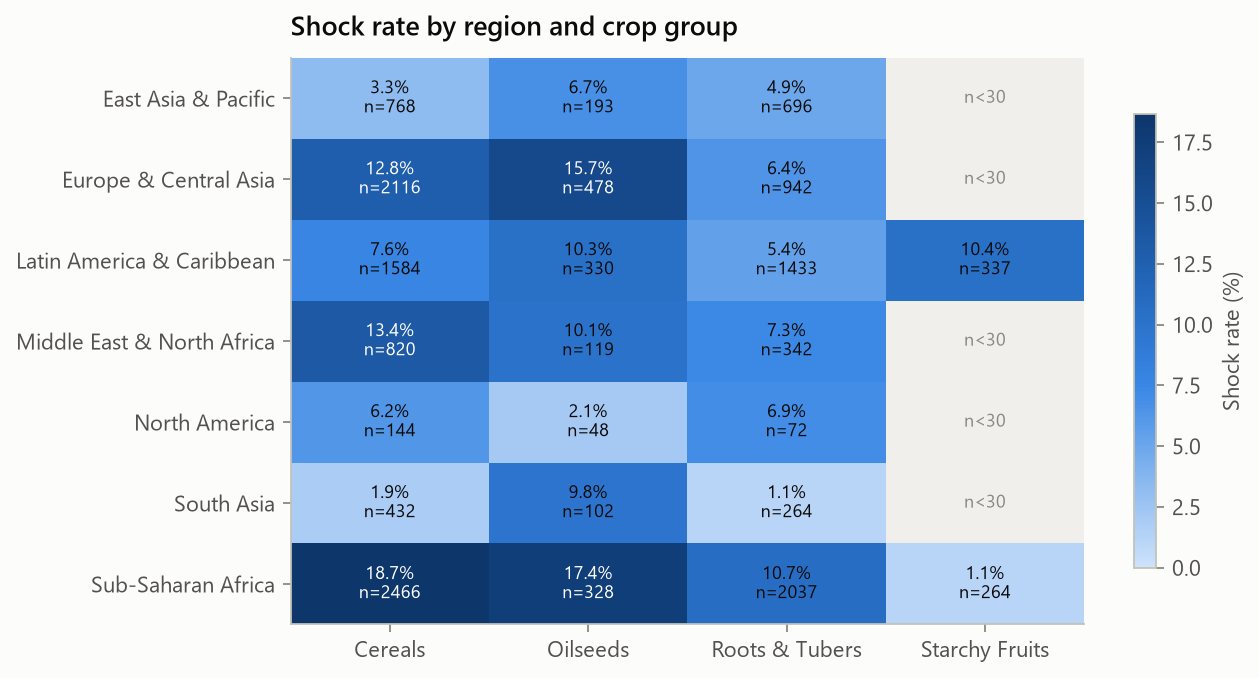 Shock rate by region and crop group
East Asia & Pacific
3.3%
n=768
6.7%
n=193
4.9%
n=696
n<30
Europe & Central Asia
12.8%
n=2116
15.7%
n=478
6.4%
n=942
n<30
Latin America & Caribbean
7.6%
n=1584
10.3%
n=330
5.4%
n=1433
10.4%
n=337
Middle East & North Africa
13.4%
n=820
10.1%
n=119
7.3%
n=342
n<30
North America
6.2%
n=144
2.1%
n=48
6.9%
n=72
n<30
South Asia
1.9%
n=432
9.8%
n=102
1.1%
n=264
n<30
Sub-Saharan Africa
18.7%
n=2466
17.4%
n=328
10.7%
n=2037
1.1%
n=264
Cereals
Oilseeds
Roots & Tubers
Starchy Fruits
17.5
15.0
12.5
10.0
7.5
5.0
2.5
0.0
Shock rate (%)